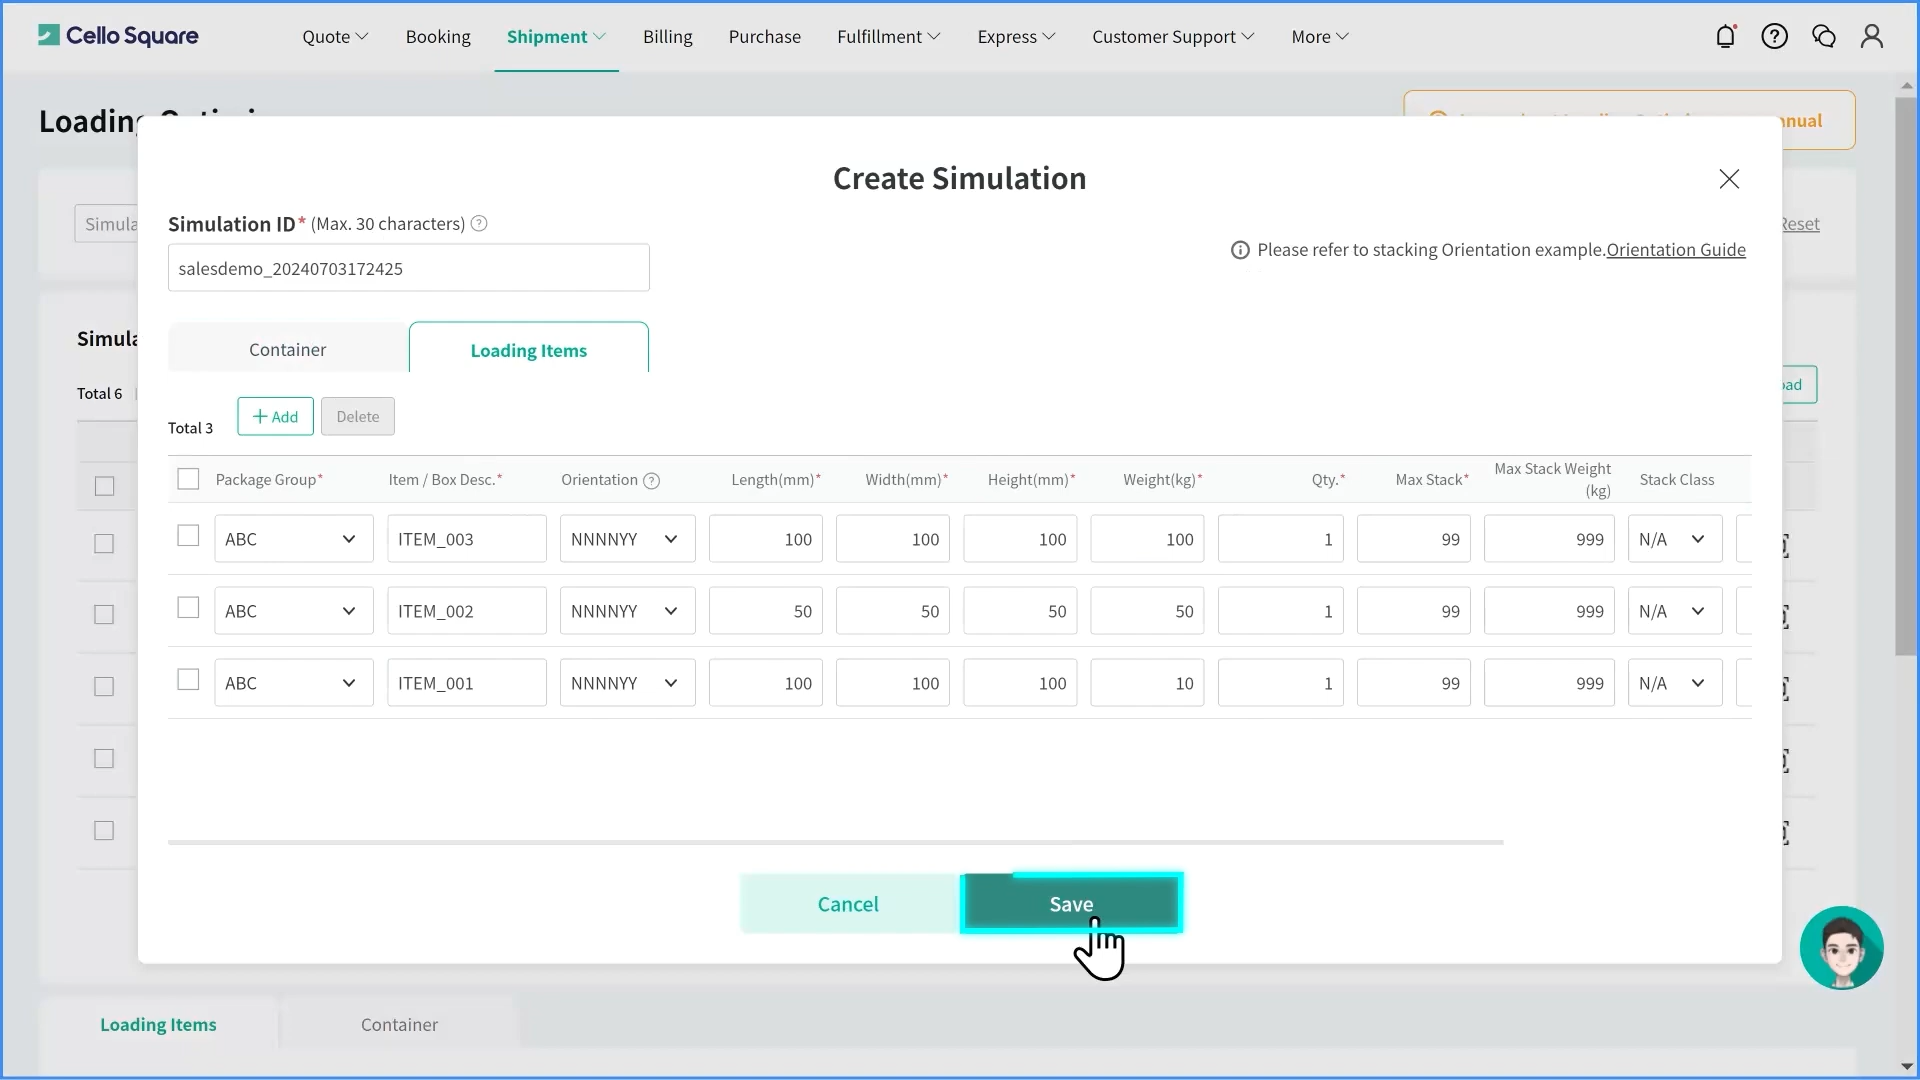 Cello Square
Quote
Booking
Shipment
Billing
Purchase
Fulfillment
Express
Customer Support
More
Create Simulation
Simulation ID* (Max. 30 characters)
salesdemo_20240703172425
Please refer to stacking Orientation example.Orientation Guide
Container
Loading Items
Total 6
Total 3
+ Add
Delete
Package Group* Item / Box Desc.* Orientation Length(mm)* Width(mm)* Height(mm)* Weight(kg)* Qty.* Max Stack* Max Stack Weight (kg) Stack Class
ABC ITEM_003 NNNNYY 100 100 100 100 1 99 999 N/A
ABC ITEM_002 NNNNYY 50 50 50 50 1 99 999 N/A
ABC ITEM_001 NNNNYY 100 100 100 10 1 99 999 N/A
Cancel
Save
Loading Items
Container